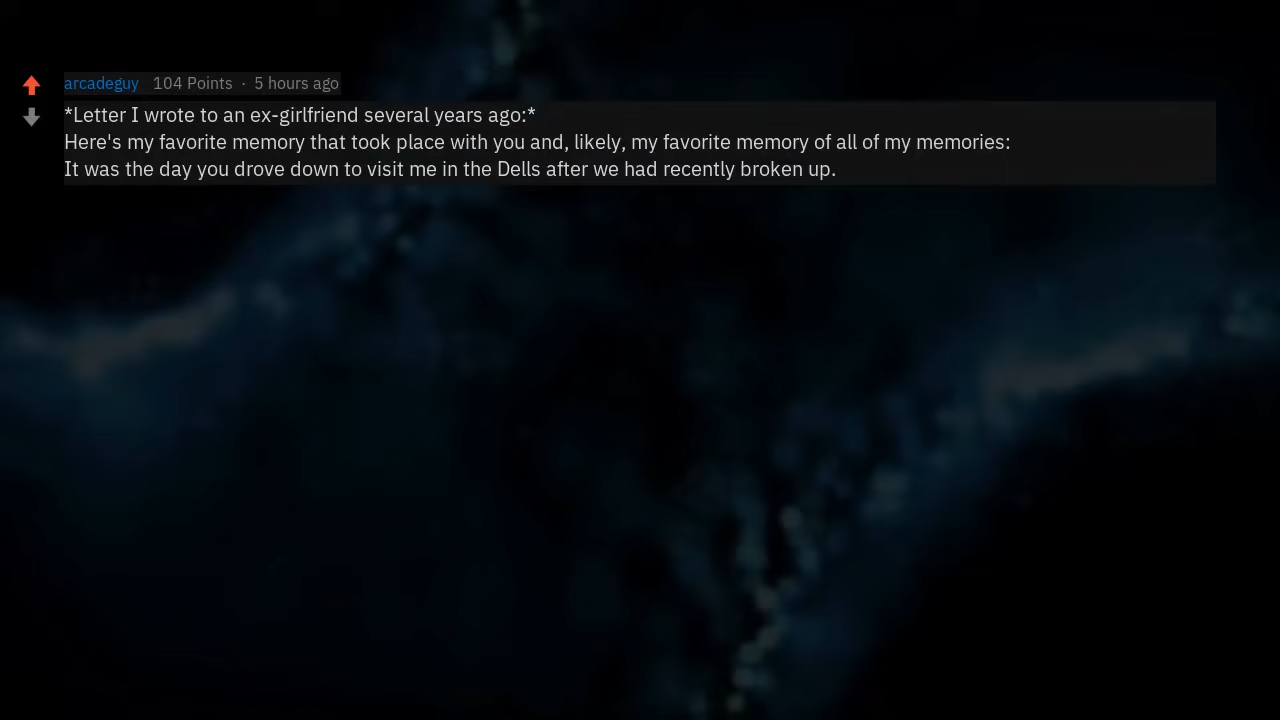 arcadeguy 104 Points · 5 hours ago
*Letter I wrote to an ex-girlfriend several years ago:*
Here's my favorite memory that took place with you and, likely, my favorite memory of all of my memories:
It was the day you drove down to visit me in the Dells after we had recently broken up.